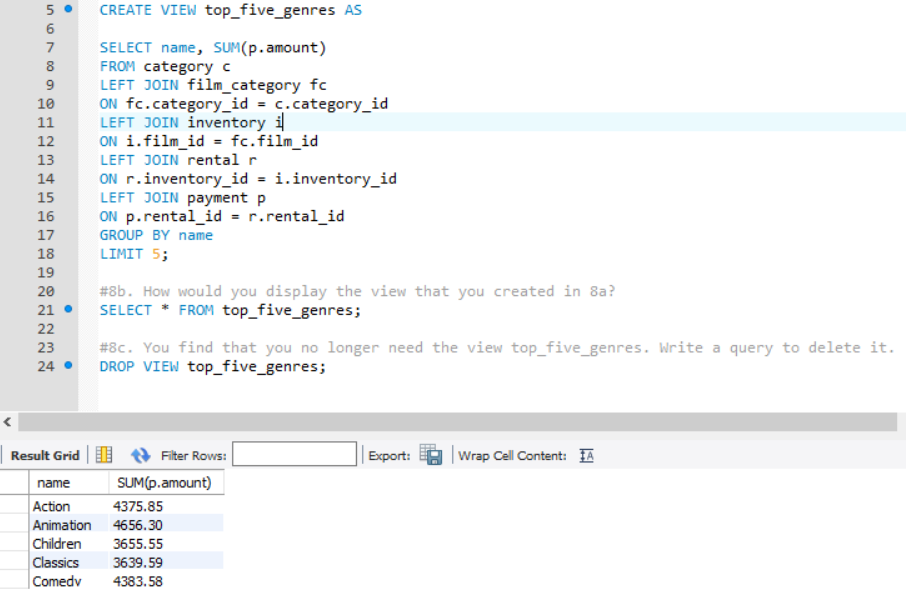 5 CREATE VIEW top_five_genres AS
6
7 SELECT name, SUM(p.amount)
8 FROM category c
9 LEFT JOIN film_category fc
10 ON fc.category_id = c.category_id
11 LEFT JOIN inventory i
12 ON i.film_id = fc.film_id
13 LEFT JOIN rental r
14 ON r.inventory_id = i.inventory_id
15 LEFT JOIN payment p
16 ON p.rental_id = r.rental_id
17 GROUP BY name
18 LIMIT 5;
19
20 #8b. How would you display the view that you created in 8a?
21 SELECT * FROM top_five_genres;
22
23 #8c. You find that you no longer need the view top_five_genres. Write a query to delete it.
24 DROP VIEW top_five_genres;
Result Grid Filter Rows: Export: Wrap Cell Content:
name SUM(p.amount)
Action 4375.85
Animation 4656.30
Children 3655.55
Classics 3639.59
Comedy 4383.58